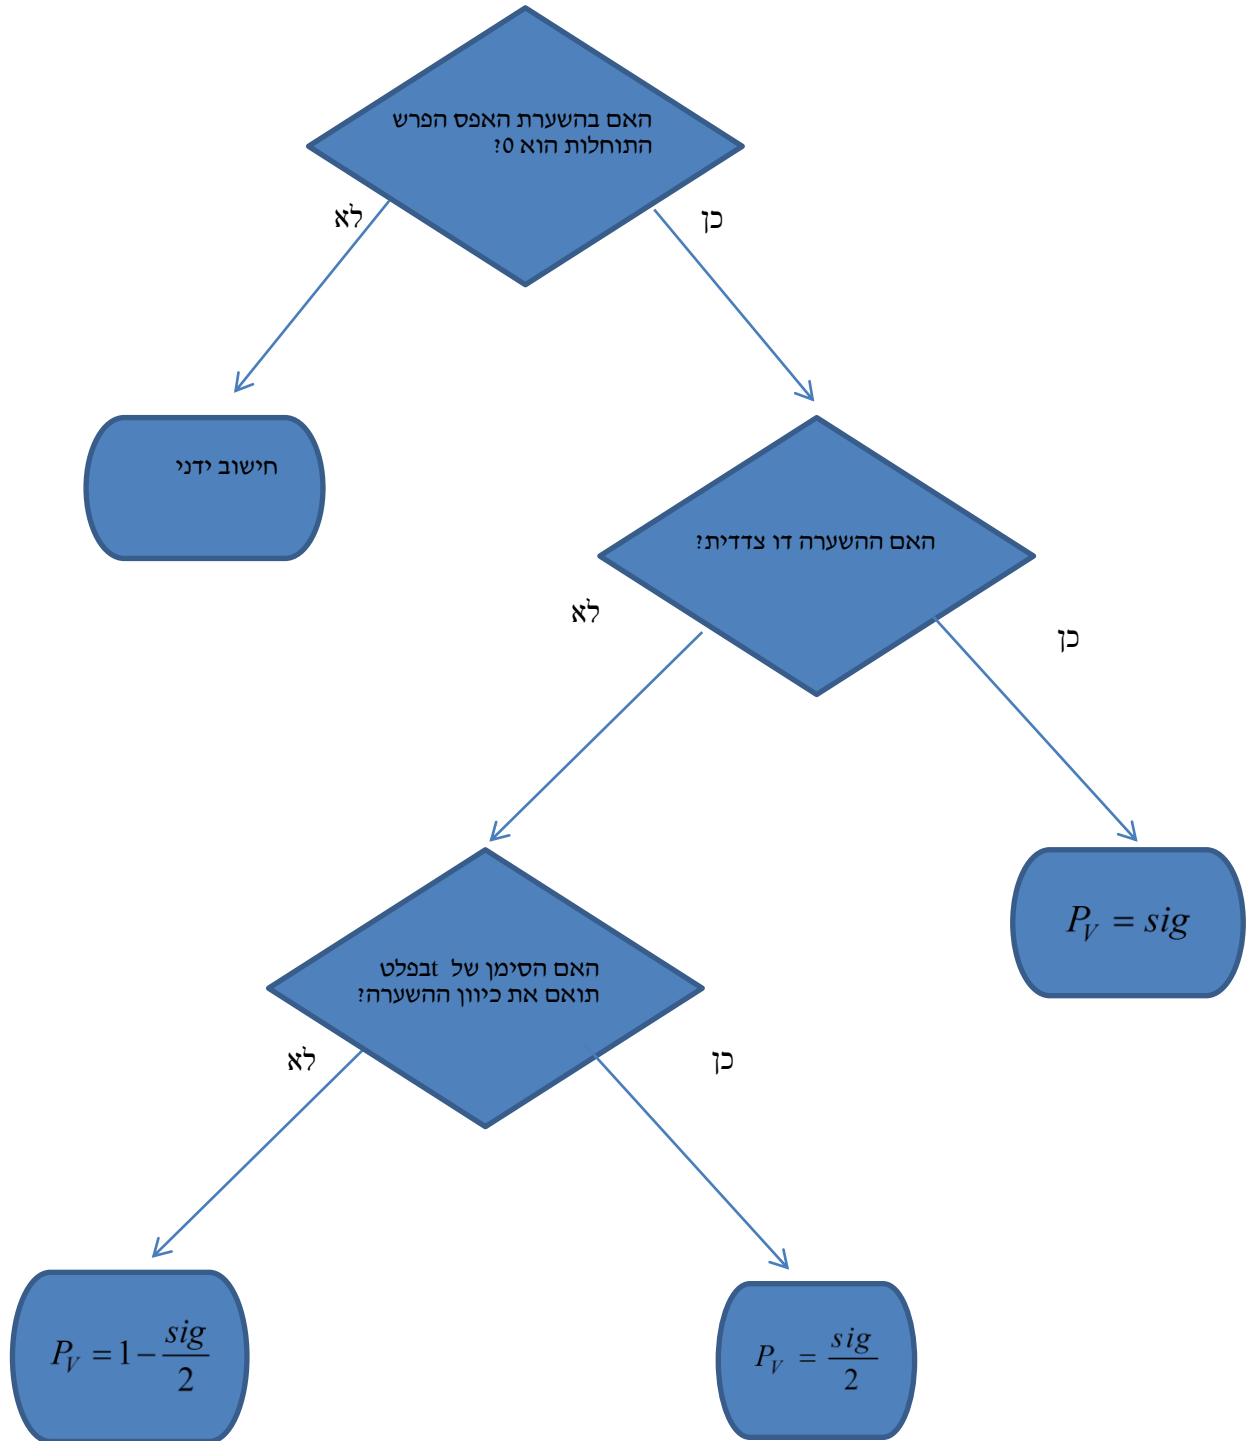 האם בהשערת האפס הפרש
התוחלות הוא 0?
לא
כן
חישוב ידני
האם ההשערה דו צדדית?
לא
כן
P_V = sig
האם הסימן של tבפלט
תואם את כיוון ההשערה?
לא
כן
P_V = 1 − sig/2
P_V = sig/2